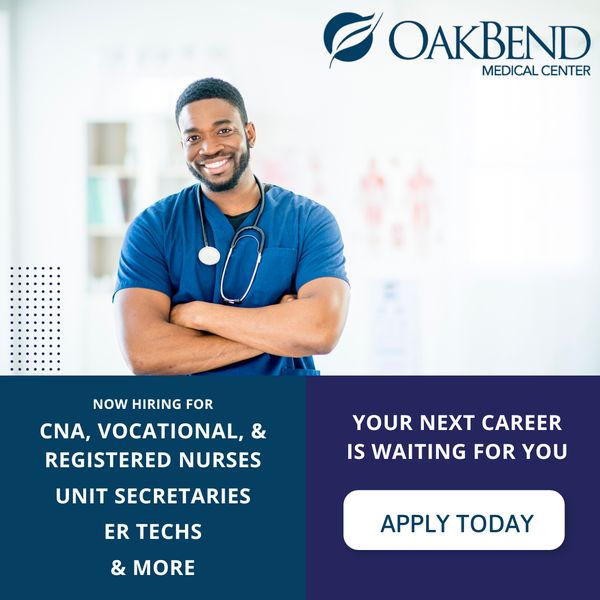 OAKBEND
MEDICAL CENTER
NOW HIRING FOR
CNA, VOCATIONAL, &
REGISTERED NURSES
UNIT SECRETARIES
ER TECHS
& MORE
YOUR NEXT CAREER
IS WAITING FOR YOU
APPLY TODAY